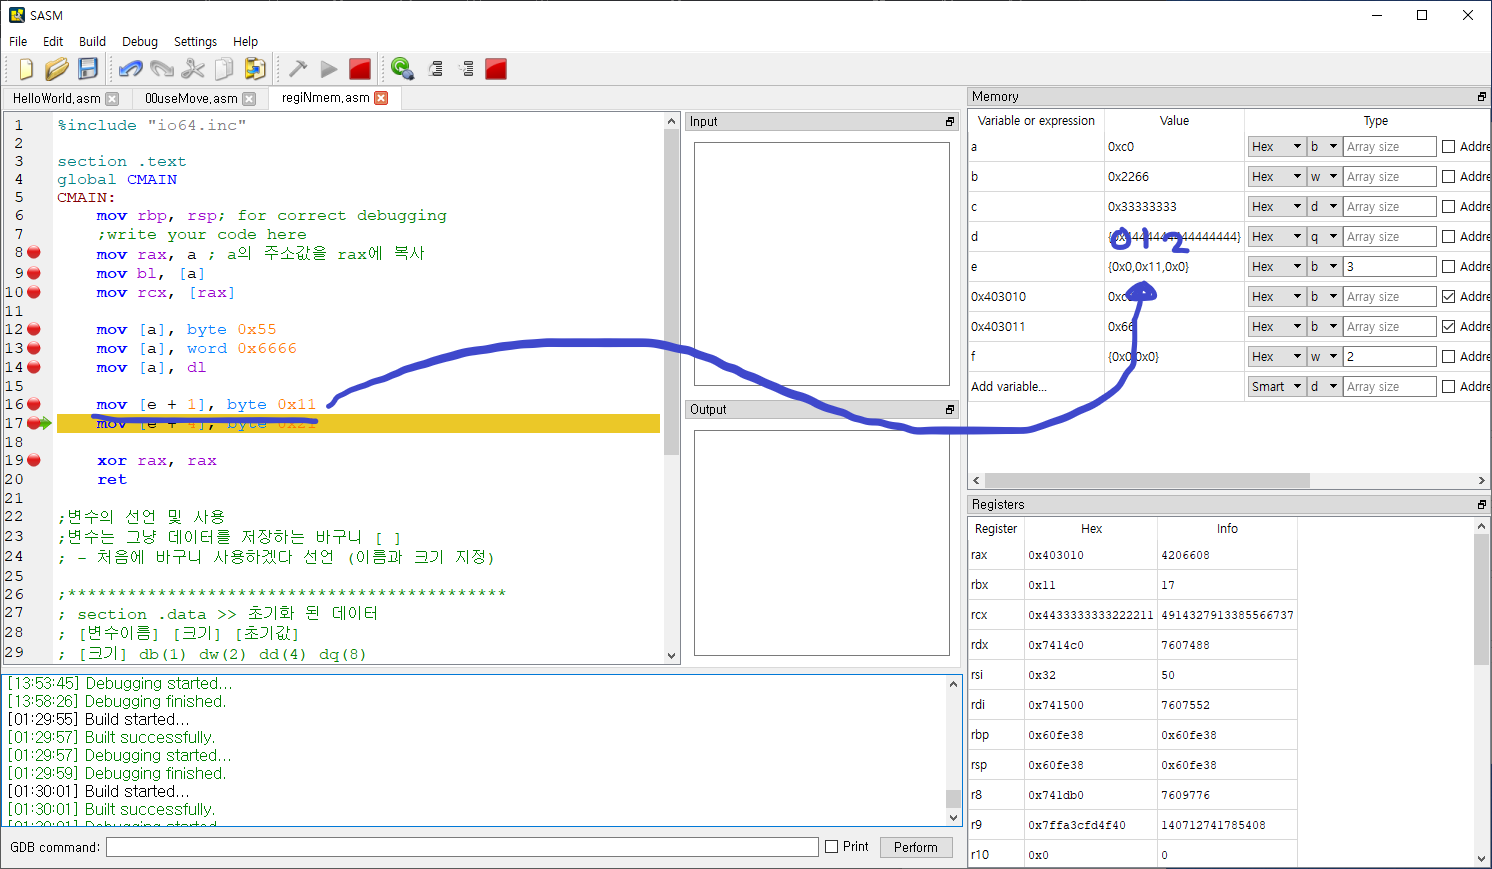 SASM
File Edit Build Debug Settings Help
HelloWorld.asm 00useMove.asm regiNmem.asm
1 %include "io64.inc"
2
3 section .text
4 global CMAIN
5 CMAIN:
6 mov rbp, rsp; for correct debugging
7 ;write your code here
8 mov rax, a ; a의 주소값을 rax에 복사
9 mov bl, [a]
10 mov rcx, [rax]
11
12 mov [a], byte 0x55
13 mov [a], word 0x6666
14 mov [a], dl
15
16 mov [e + 1], byte 0x11
17 mov [e + 4], byte 0x21
18
19 xor rax, rax
20 ret
21
22 ;변수의 선언 및 사용
23 ;변수는 그냥 데이터를 저장하는 바구니 [ ]
24 ; - 처음에 바구니 사용하겠다 선언 (이름과 크기 지정)
25
26 ;********************************************
27 ; section .data >> 초기화 된 데이터
28 ; [변수이름] [크기] [초기값]
29 ; [크기] db(1) dw(2) dd(4) dq(8)
Input
Output
Memory
Variable or expression Value Type
a 0xc0 Hex b Array size Addre
b 0x2266 Hex w Array size Addre
c 0x33333333 Hex d Array size Addre
d Hex q Array size Addre
0 1 2
e {0x0,0x11,0x0} Hex b 3 Addre
0x403010 Hex b Array size Addre
0x403011 0x66 Hex b Array size Addre
f {0x0,0x0} Hex w 2 Addre
Add variable... Smart d Array size Addre
Registers
Register Hex Info
rax 0x403010 4206608
rbx 0x11 17
rcx 0x4433333333222211 4914327913385566737
rdx 0x7414c0 7607488
rsi 0x32 50
rdi 0x741500 7607552
rbp 0x60fe38 0x60fe38
rsp 0x60fe38 0x60fe38
r8 0x741db0 7609776
r9 0x7ffa3cfd4f40 140712741785408
r10 0x0 0
[13:53:45] Debugging started...
[13:58:26] Debugging finished.
[01:29:55] Build started...
[01:29:57] Built successfully.
[01:29:57] Debugging started...
[01:29:59] Debugging finished.
[01:30:01] Build started...
[01:30:01] Built successfully.
GDB command: Print Perform